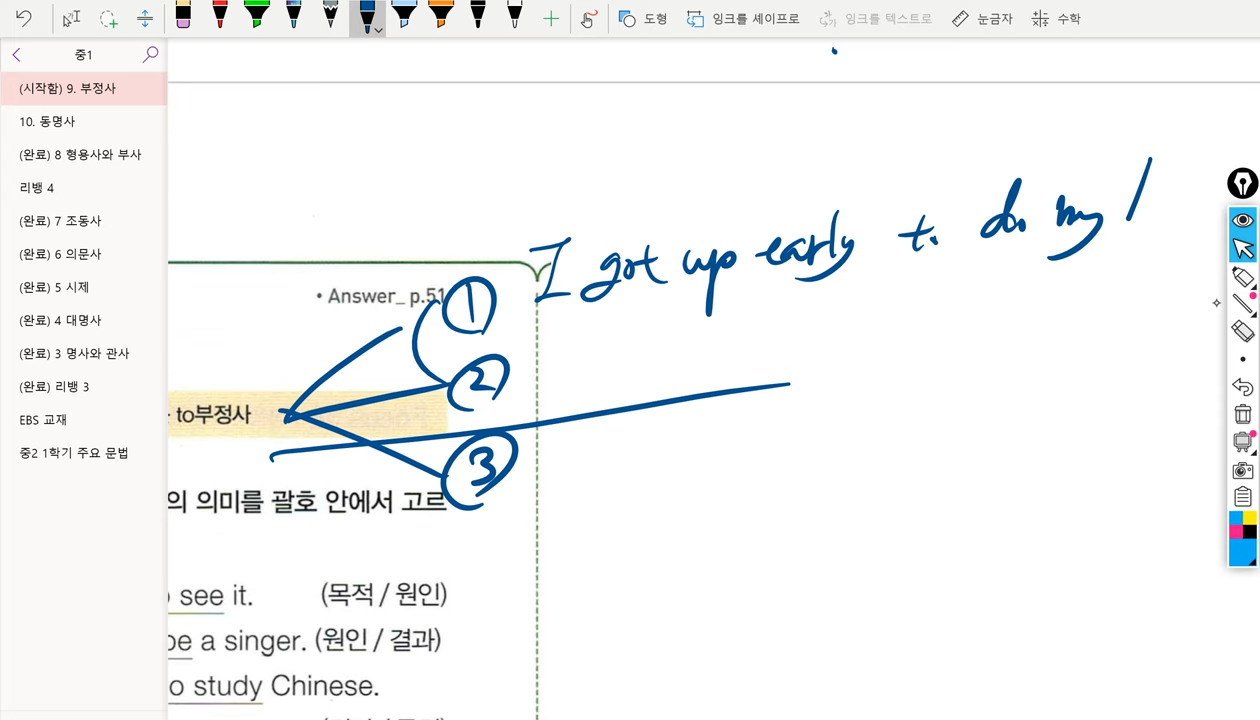 도형
잉크를 셰이프로
잉크를 텍스트로
눈금자
수학
중1
(시작함) 9. 부정사
10. 동명사
(완료) 8 형용사와 부사
리뱅 4
(완료) 7 조동사
(완료) 6 의문사
(완료) 5 시제
(완료) 4 대명사
(완료) 3 명사와 관사
(완료) 리뱅 3
EBS 교재
중2 1학기 주요 문법
I got up early to do my
• Answer_ p.51
①
②
③
to부정사
의 의미를 괄호 안에서 고르
see it. (목적 / 원인)
be a singer. (원인 / 결과)
o study Chinese.